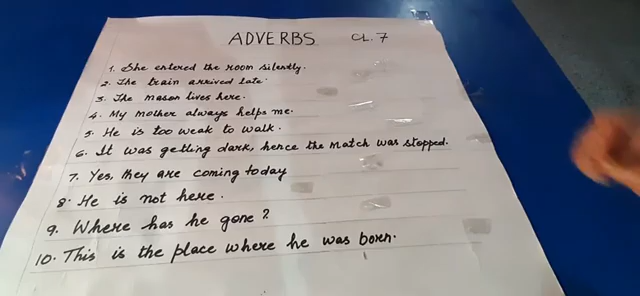 ADVERBS CL.7
1. She entered the room silently.
2. The train arrived late.
3. The mason lives here.
4. My mother always helps me.
5. He is too weak to walk.
6. It was getting dark, hence the match was stopped.
7. Yes, they are coming today
8. He is not here.
9. Where has he gone?
10. This is the place where he was born.